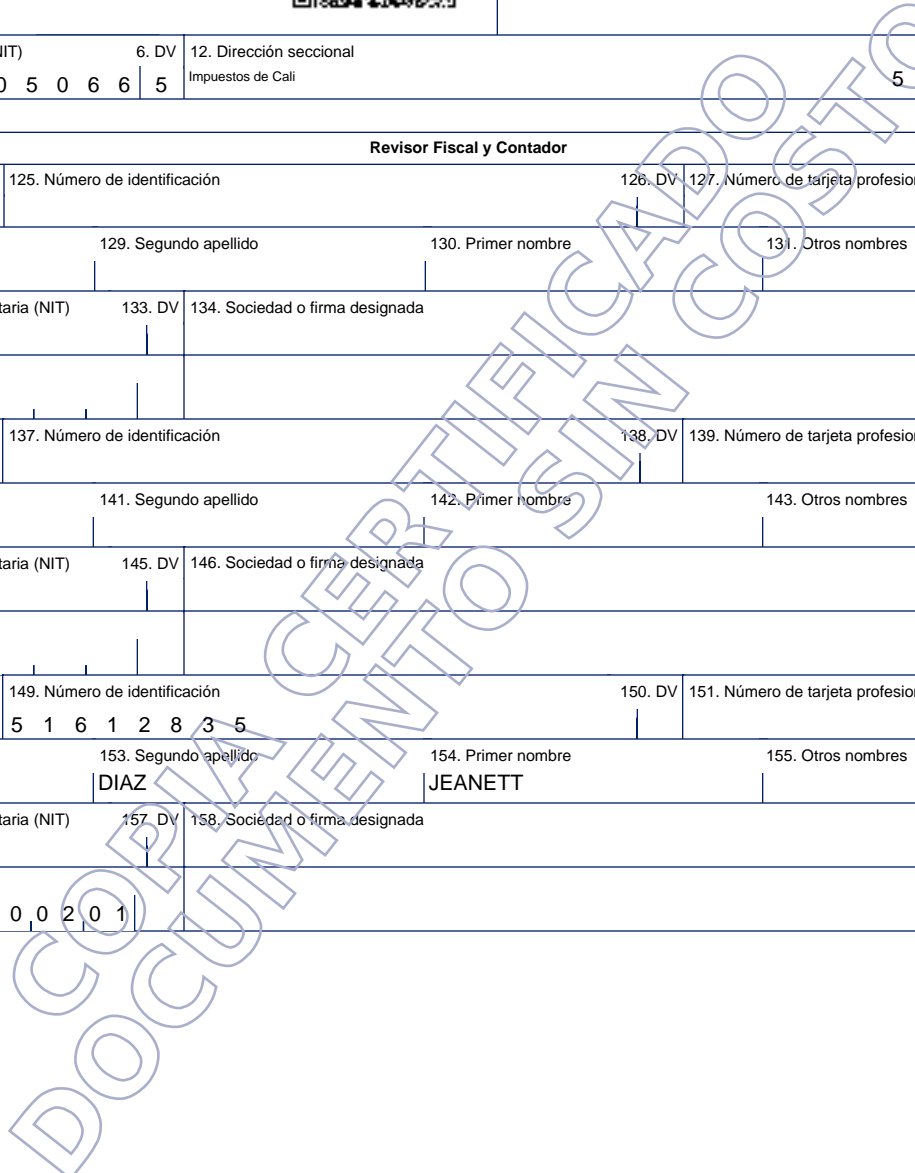 NIT) 6. DV 12. Dirección seccional
0 5 0 6 6 5 Impuestos de Cali 5
Revisor Fiscal y Contador
125. Número de identificación 126. DV 127. Número de tarjeta profesion
129. Segundo apellido 130. Primer nombre 131. Otros nombres
taria (NIT) 133. DV 134. Sociedad o firma designada
137. Número de identificación 138. DV 139. Número de tarjeta profesion
141. Segundo apellido 142. Primer nombre 143. Otros nombres
taria (NIT) 145. DV 146. Sociedad o firma designada
149. Número de identificación 150. DV 151. Número de tarjeta profesion
5 1 6 1 2 8 3 5
153. Segundo apellido 154. Primer nombre 155. Otros nombres
DIAZ JEANETT
taria (NIT) 157. DV 158. Sociedad o firma designada
0 0 2 0 1
COPIA CERTIFICADO
DOCUMENTO SIN COSTO